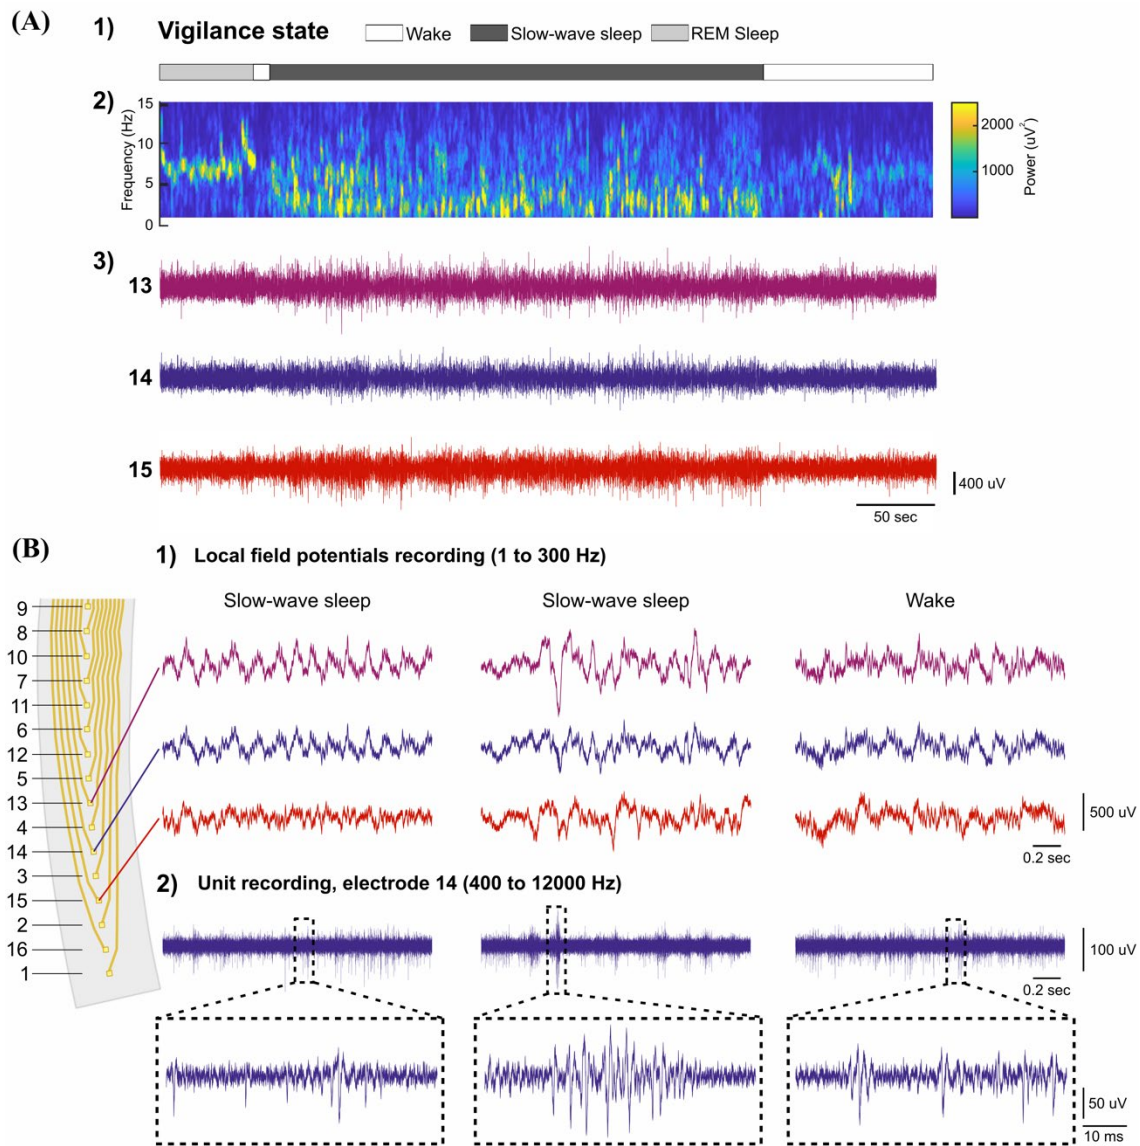 (A)
1) Vigilance state Wake Slow-wave sleep REM Sleep
2)
Frequency (Hz)
15
10
5
0
2000
1000
Power (uV²)
3)
13
14
15
400 uV
50 sec
(B)
1) Local field potentials recording (1 to 300 Hz)
Slow-wave sleep Slow-wave sleep Wake
9
8
10
7
11
6
12
5
13
4
14
3
15
2
16
1
500 uV
0.2 sec
2) Unit recording, electrode 14 (400 to 12000 Hz)
100 uV
0.2 sec
50 uV
10 ms